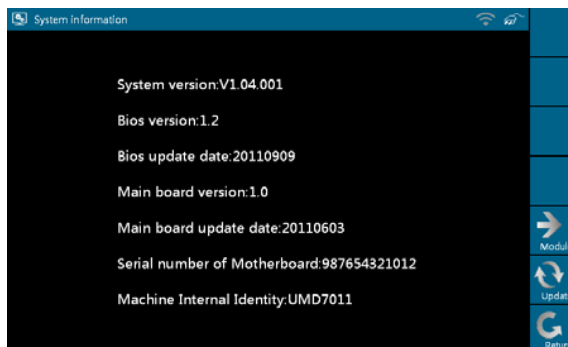 System information
System version:V1.04.001
Bios version:1.2
Bios update date:20110909
Main board version:1.0
Main board update date:20110603
Serial number of Motherboard:987654321012
Machine Internal Identity:UMD7011
Modul
Updat
Retur